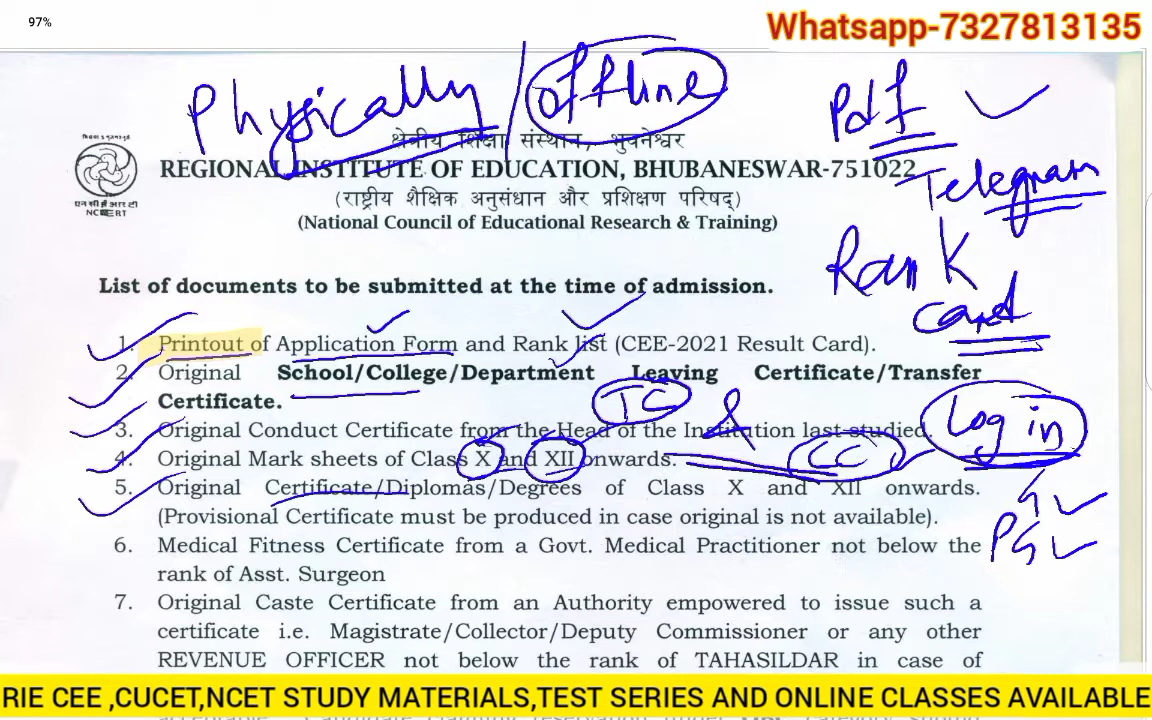 97%
Whatsapp-7327813135
Physically / offline
Pdf
क्षेत्रीय शिक्षा संस्थान, भुवनेश्वर
REGIONAL INSTITUTE OF EDUCATION, BHUBANESWAR-751022
Telegram
एन सी ई आर टी
NCERT
(राष्ट्रीय शैक्षिक अनुसंधान और प्रशिक्षण परिषद्)
(National Council of Educational Research & Training)
Rank
card
List of documents to be submitted at the time of admission.
1. Printout of Application Form and Rank list (CEE-2021 Result Card).
2. Original School/College/Department Leaving Certificate/Transfer
Certificate.
TC &
Log in
3. Original Conduct Certificate from the Head of the Institution last studied.
4. Original Mark sheets of Class X and XII onwards.
CC
5. Original Certificate/Diplomas/Degrees of Class X and XII onwards.
(Provisional Certificate must be produced in case original is not available).
G
PG
6. Medical Fitness Certificate from a Govt. Medical Practitioner not below the
rank of Asst. Surgeon
7. Original Caste Certificate from an Authority empowered to issue such a
certificate i.e. Magistrate/Collector/Deputy Commissioner or any other
REVENUE OFFICER not below the rank of TAHASILDAR in case of
RIE CEE ,CUCET,NCET STUDY MATERIALS,TEST SERIES AND ONLINE CLASSES AVAILABLE